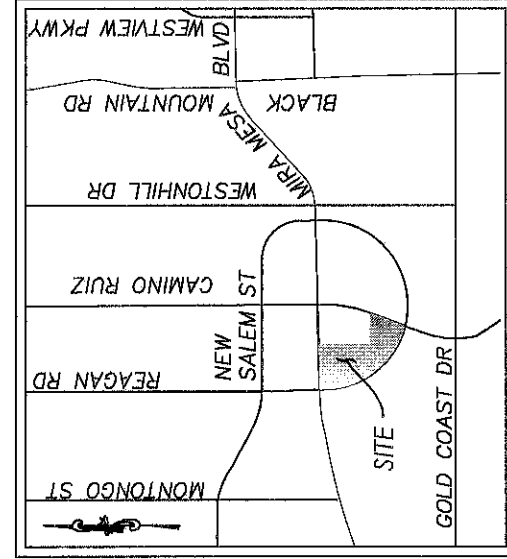 WESTVIEW PKWY
BLVD
MOUNTAIN RD
BLACK
MIRA MESA
WESTONHILL DR
CAMINO RUIZ
NEW
SALEM ST
REAGAN RD
SITE
GOLD COAST DR
MONTONGO ST